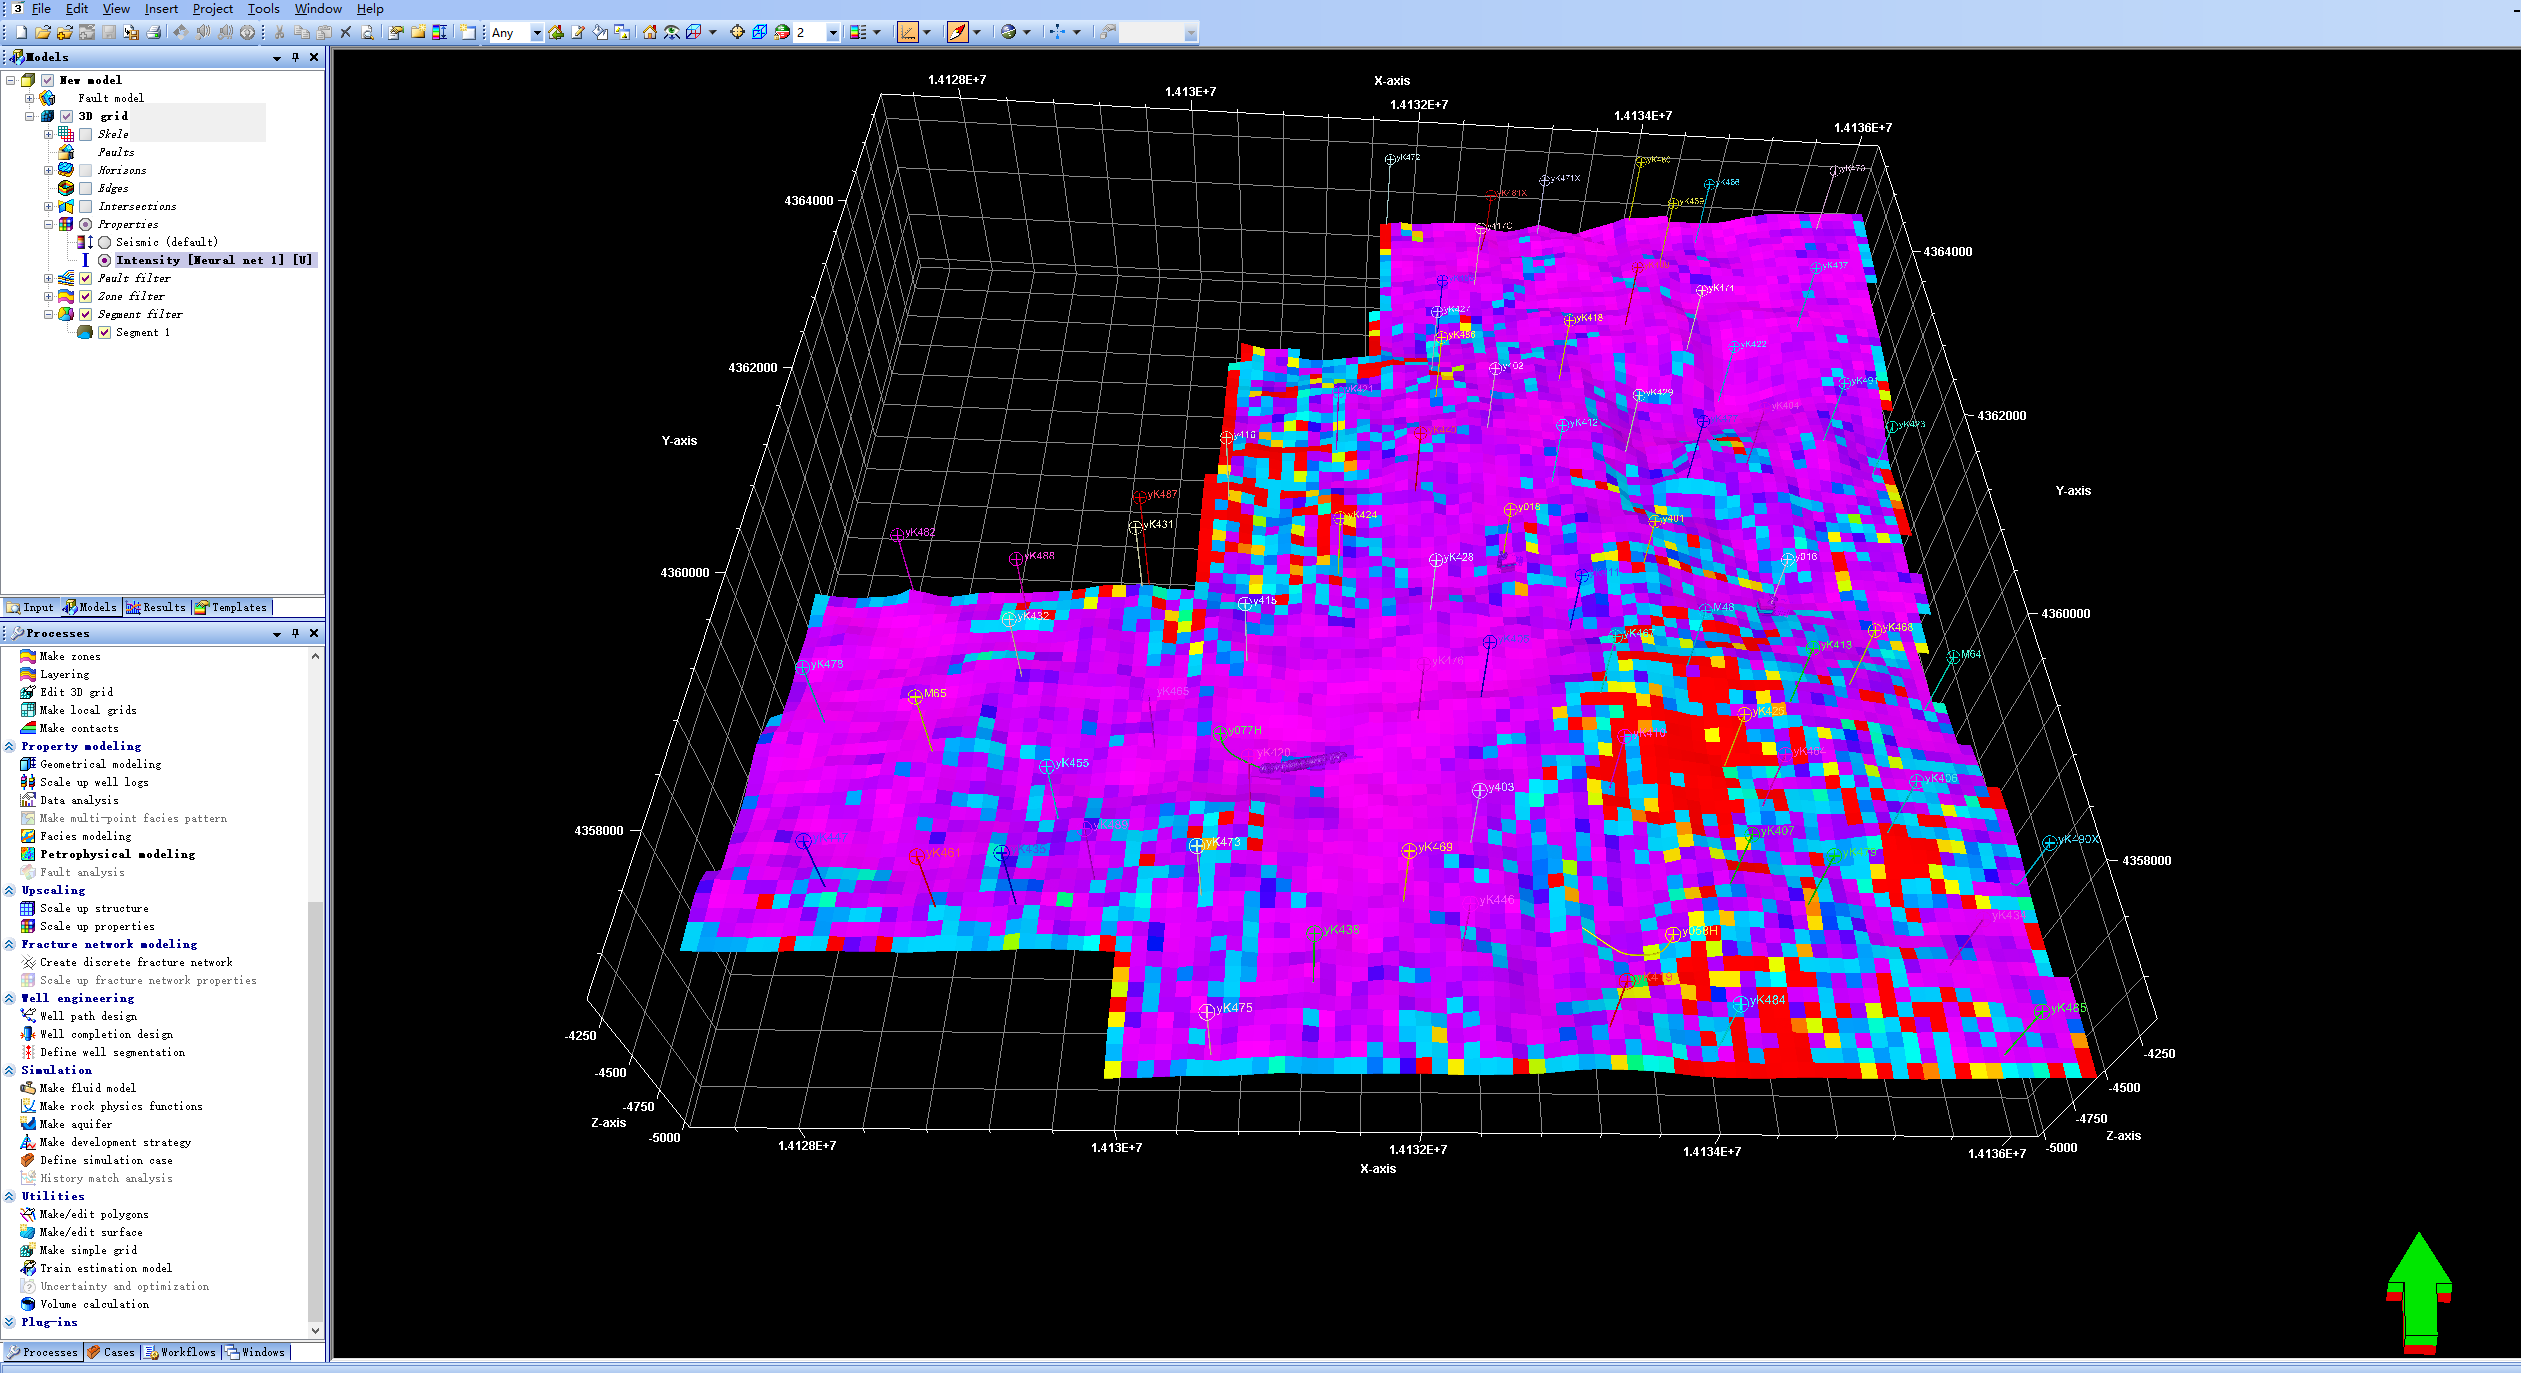 File Edit View Insert Project Tools Window Help
Any
2
Models
New model
Fault model
3D grid
Skele
Faults
Horizons
Edges
Intersections
Properties
Seismic (default)
Intensity [Neural net 1] [U]
Fault filter
Zone filter
Segment filter
Segment 1
Input Models Results Templates
Processes
Make zones
Layering
Edit 3D grid
Make local grids
Make contacts
Property modeling
Geometrical modeling
Scale up well logs
Data analysis
Make multi-point facies pattern
Facies modeling
Petrophysical modeling
Fault analysis
Upscaling
Scale up structure
Scale up properties
Fracture network modeling
Create discrete fracture network
Scale up fracture network properties
Well engineering
Well path design
Well completion design
Define well segmentation
Simulation
Make fluid model
Make rock physics functions
Make aquifer
Make development strategy
Define simulation case
History match analysis
Utilities
Make/edit polygons
Make/edit surface
Make simple grid
Train estimation model
Uncertainty and optimization
Volume calculation
Plug-ins
Processes Cases Workflows Windows
X-axis
1.4128E+7
1.413E+7
1.4132E+7
1.4134E+7
1.4136E+7
yK472
yK471X
yK481X
4364000
4364000
yK427
yK418
yK471
yK422
4362000
4362000
yK429
yK412
yK423
Y-axis
Y-axis
y416
yK487
yK431
yK424
y018
y401
yK482
yK488
yK428
y016
4360000
4360000
y415
yK432
M48
yK468
yK413
M64
yK478
yK476
yK465
M65
y077H
yK420
yK455
y403
yK406
4358000
4358000
yK473
yK469
yK407
yK490X
yK461
yK446
yK438
y058H
yK475
yK484
yK485
-4250
-4500
-4750
-5000
Z-axis
-4250
-4500
-4750
-5000
Z-axis
1.4128E+7
1.413E+7
1.4132E+7
1.4134E+7
1.4136E+7
X-axis